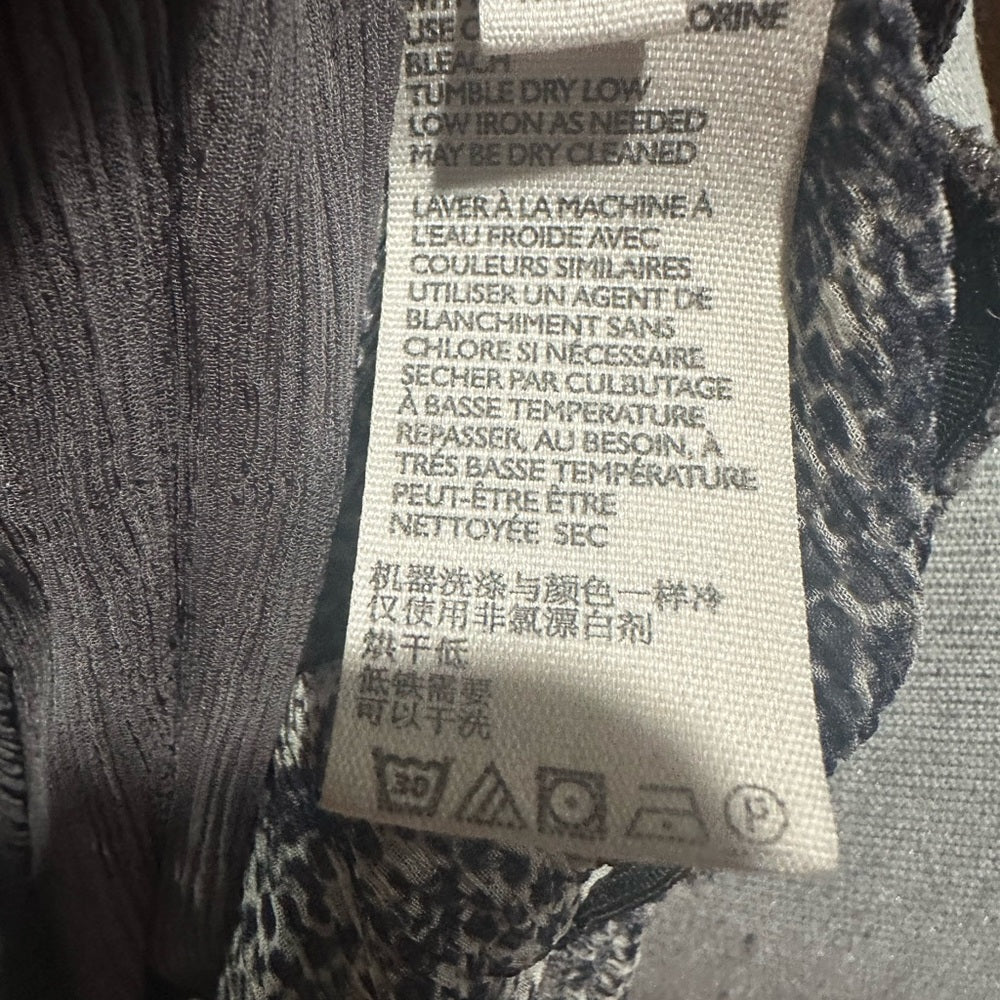 USE
ORINE
BLEACH
TUMBLE DRY LOW
LOW IRON AS NEEDED
MAY BE DRY CLEANED
LAVER À LA MACHINE À
L'EAU FROIDE AVEC
COULEURS SIMILAIRES
UTILISER UN AGENT DE
BLANCHIMENT SANS
CHLORE SI NÉCESSAIRE
SECHER PAR CULBUTAGE
À BASSE TEMPERATURE
REPASSER, AU BESOIN, À
TRÉS BASSE TEMPÉRATURE
PEUT-ÊTRE ÊTRE
NETTOYÉE SEC
机器洗涤与颜色一样冷
仅使用非氯漂白剂
烘干低
低铁需要
可以干洗
30 P